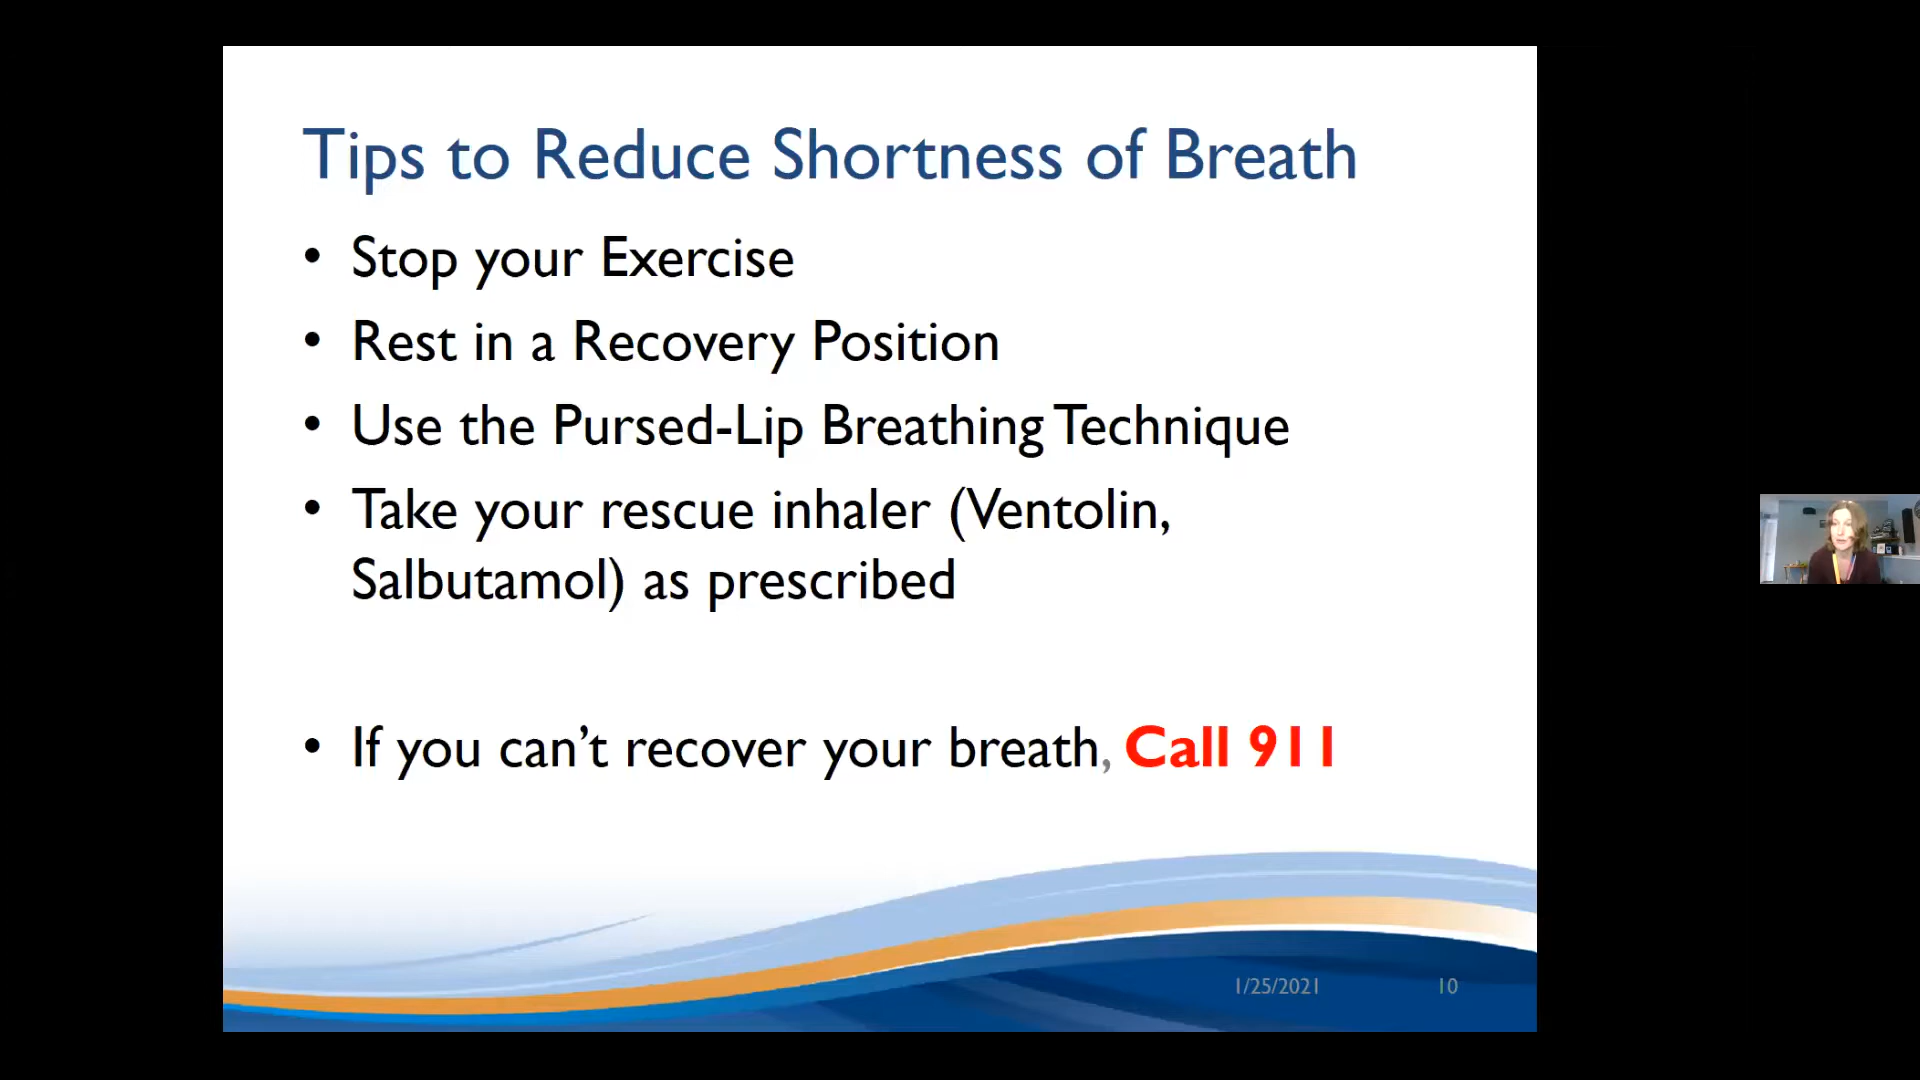 Tips to Reduce Shortness of Breath
• Stop your Exercise
• Rest in a Recovery Position
• Use the Pursed-Lip Breathing Technique
• Take your rescue inhaler (Ventolin,
Salbutamol) as prescribed
• If you can’t recover your breath, Call 911
1/25/2021 10